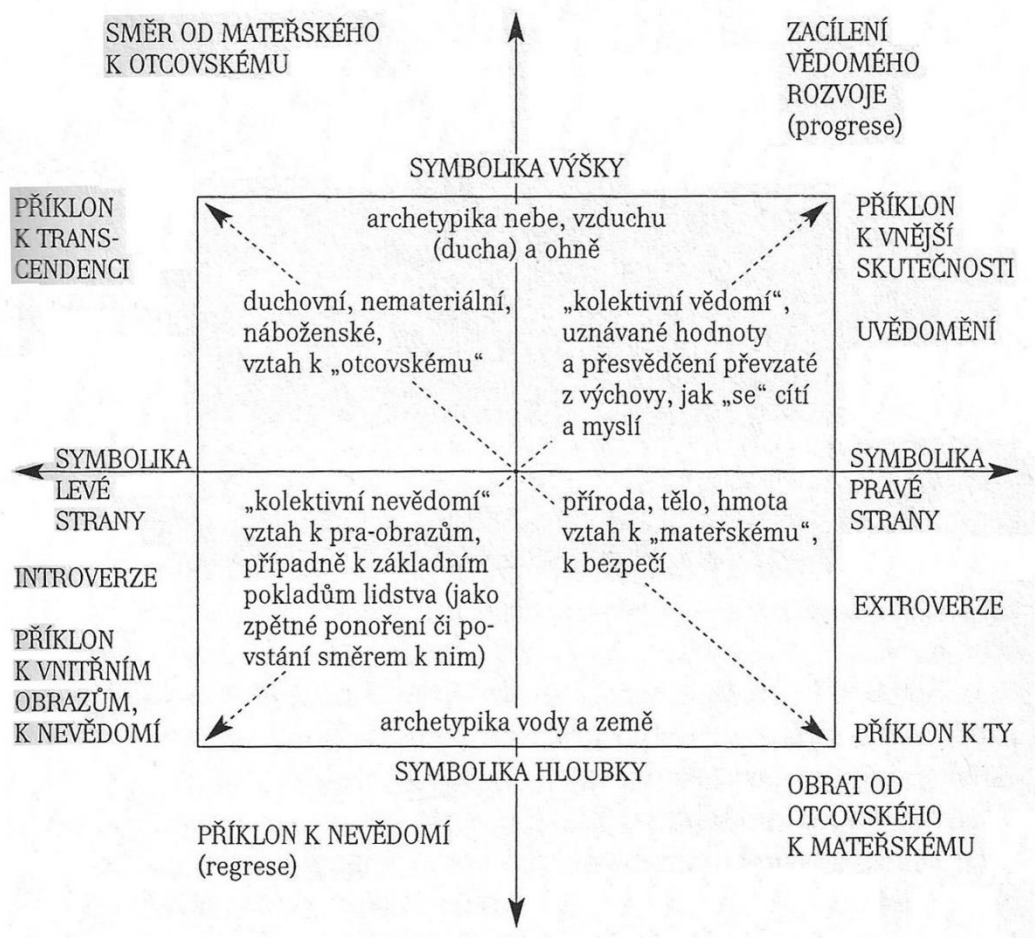 SMĚR OD MATEŘSKÉHO
K OTCOVSKÉMU
ZACÍLENÍ
VĚDOMÉHO
ROZVOJE
(progrese)
SYMBOLIKA VÝŠKY
PŘÍKLON
K TRANS-
CENDENCI
archetypika nebe, vzduchu
(ducha) a ohně
PŘÍKLON
K VNĚJŠÍ
SKUTEČNOSTI
UVĚDOMĚNÍ
duchovní, nemateriální,
náboženské,
vztah k „otcovskému“
„kolektivní vědomí“,
uznávané hodnoty
a přesvědčení převzaté
z výchovy, jak „se“ cítí
a myslí
SYMBOLIKA
LEVÉ
STRANY
SYMBOLIKA
PRAVÉ
STRANY
„kolektivní nevědomí“
vztah k pra-obrazům,
případně k základním
pokladům lidstva (jako
zpětné ponoření či po-
vstání směrem k nim)
příroda, tělo, hmota
vztah k „mateřskému“,
k bezpečí
INTROVERZE
PŘÍKLON
K VNITŘNÍM
OBRAZŮM,
K NEVĚDOMÍ
EXTROVERZE
PŘÍKLON K TY
archetypika vody a země
SYMBOLIKA HLOUBKY
PŘÍKLON K NEVĚDOMÍ
(regrese)
OBRAT OD
OTCOVSKÉHO
K MATEŘSKÉMU